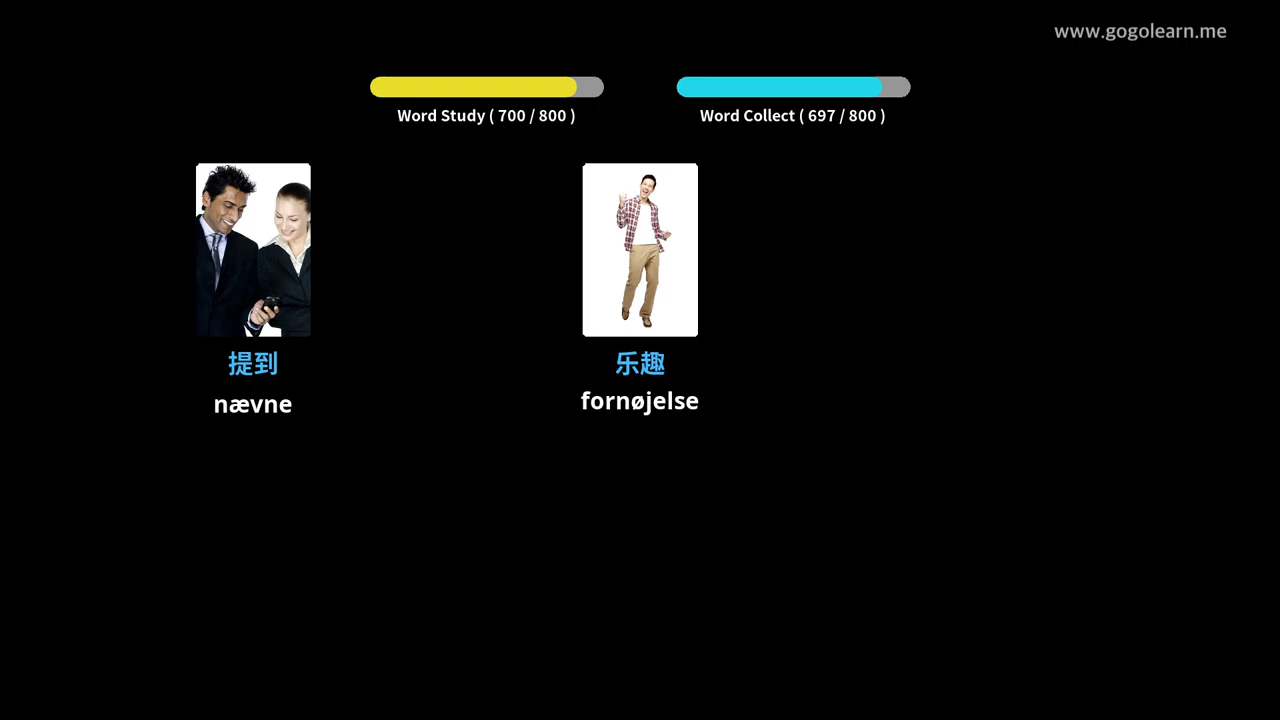 www.gogolearn.me
Word Study ( 700 / 800 )
Word Collect ( 697 / 800 )
提到
乐趣
nævne
fornøjelse